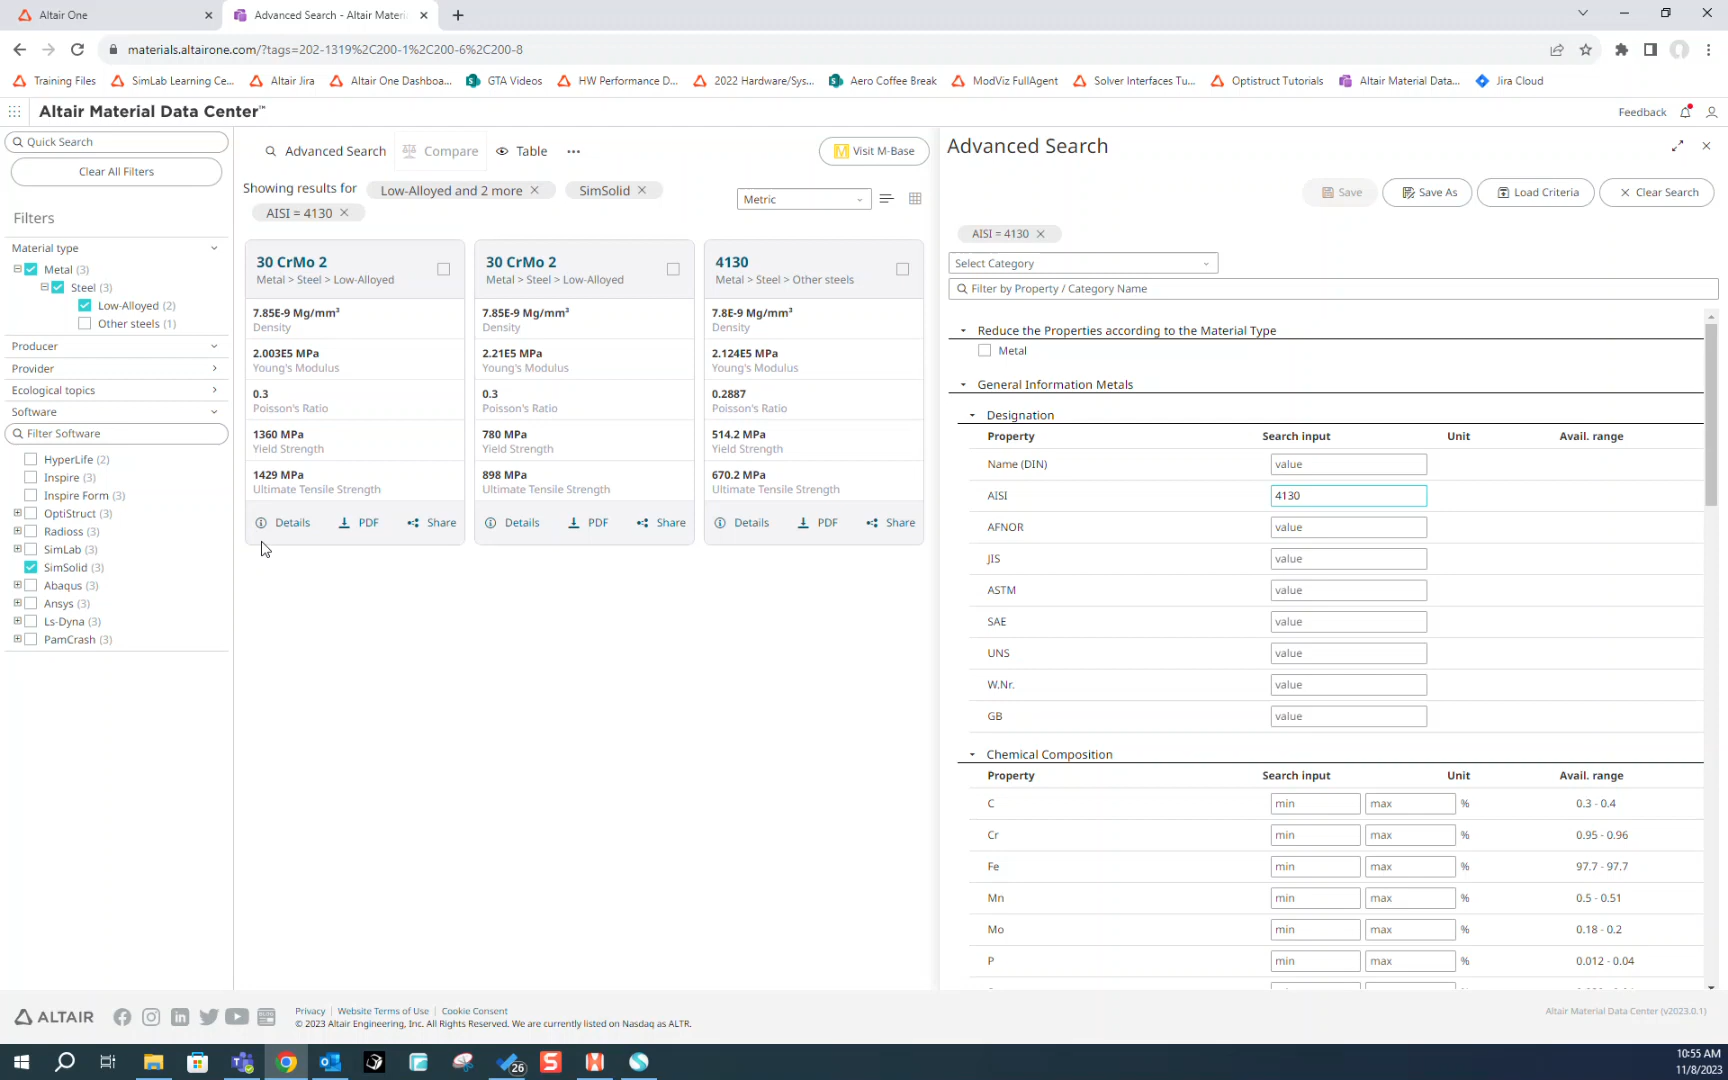 Altair One
Advanced Search - Altair Materi
materials.altairone.com/?tags=202-1319%2C200-1%2C200-6%2C200-8
Training Files
SimLab Learning Ce...
Altair Jira
Altair One Dashboa...
GTA Videos
HW Performance D...
2022 Hardware/Sys...
Aero Coffee Break
ModViz FullAgent
Solver Interfaces Tu...
Optistruct Tutorials
Altair Material Data...
Jira Cloud
Altair Material Data Center™
Feedback
Quick Search
Clear All Filters
Filters
Material type
Metal (3)
Steel (3)
Low-Alloyed (2)
Other steels (1)
Producer
Provider
Ecological topics
Software
Filter Software
HyperLife (2)
Inspire (3)
Inspire Form (3)
OptiStruct (3)
Radioss (3)
SimLab (3)
SimSolid (3)
Abaqus (3)
Ansys (3)
Ls-Dyna (3)
PamCrash (3)
Advanced Search
Compare
Table
Visit M-Base
Showing results for
Low-Alloyed and 2 more
SimSolid
AISI = 4130
Metric
30 CrMo 2
Metal > Steel > Low-Alloyed
7.85E-9 Mg/mm³
Density
2.003E5 MPa
Young's Modulus
0.3
Poisson's Ratio
1360 MPa
Yield Strength
1429 MPa
Ultimate Tensile Strength
Details
PDF
Share
30 CrMo 2
Metal > Steel > Low-Alloyed
7.85E-9 Mg/mm³
Density
2.21E5 MPa
Young's Modulus
0.3
Poisson's Ratio
780 MPa
Yield Strength
898 MPa
Ultimate Tensile Strength
Details
PDF
Share
4130
Metal > Steel > Other steels
7.8E-9 Mg/mm³
Density
2.124E5 MPa
Young's Modulus
0.2887
Poisson's Ratio
514.2 MPa
Yield Strength
670.2 MPa
Ultimate Tensile Strength
Details
PDF
Share
Advanced Search
Save
Save As
Load Criteria
Clear Search
AISI = 4130
Select Category
Filter by Property / Category Name
Reduce the Properties according to the Material Type
Metal
General Information Metals
Designation
Property Search input Unit Avail. range
Name (DIN) value
AISI 4130
AFNOR value
JIS value
ASTM value
SAE value
UNS value
W.Nr. value
GB value
Chemical Composition
Property Search input Unit Avail. range
C min max % 0.3 - 0.4
Cr min max % 0.95 - 0.96
Fe min max % 97.7 - 97.7
Mn min max % 0.5 - 0.51
Mo min max % 0.18 - 0.2
P min max % 0.012 - 0.04
ALTAIR
Privacy | Website Terms of Use | Cookie Consent
© 2023 Altair Engineering, Inc. All Rights Reserved. We are currently listed on Nasdaq as ALTR.
Altair Material Data Center (v2023.0.1)
26
10:55 AM
11/8/2023